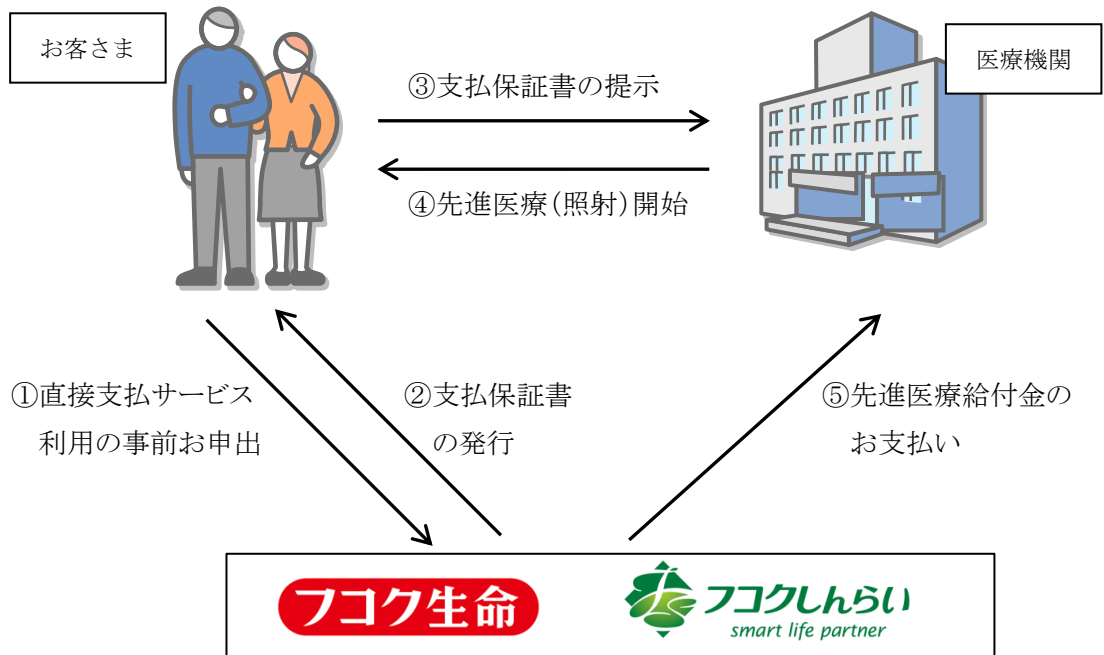 お客さま
医療機関
③支払保証書の提示
④先進医療(照射)開始
①直接支払サービス
利用の事前お申出
②支払保証書
の発行
⑤先進医療給付金の
お支払い
フコク生命
フコクしんらい
smart life partner